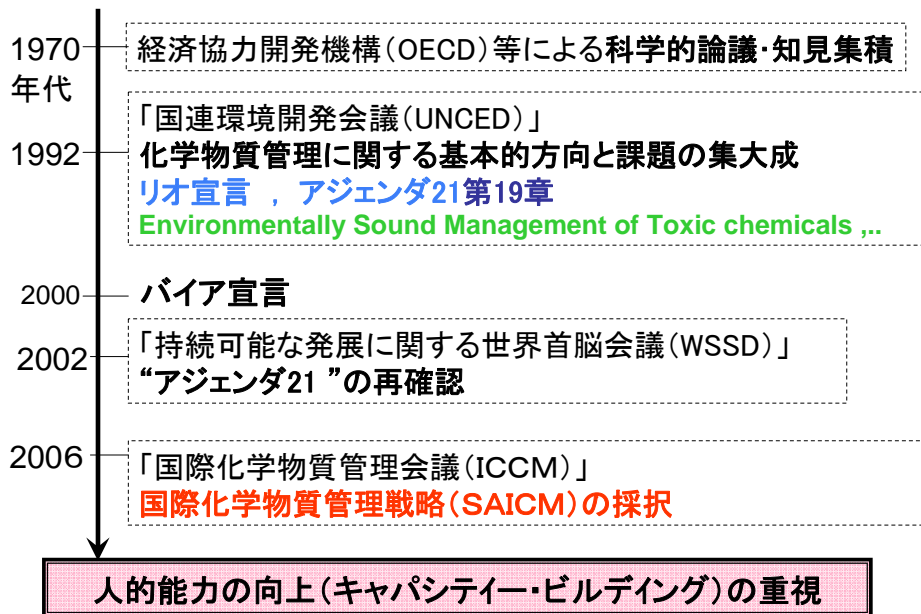 1970
年代
経済協力開発機構(OECD)等による科学的論議・知見集積
1992
「国連環境開発会議(UNCED)」
化学物質管理に関する基本的方向と課題の集大成
リオ宣言 , アジェンダ21第19章
Environmentally Sound Management of Toxic chemicals ,..
2000
バイア宣言
2002
「持続可能な発展に関する世界首脳会議(WSSD)」
“アジェンダ21 ”の再確認
2006
「国際化学物質管理会議(ICCM)」
国際化学物質管理戦略(SAICM)の採択
人的能力の向上(キャパシティー・ビルデイング)の重視